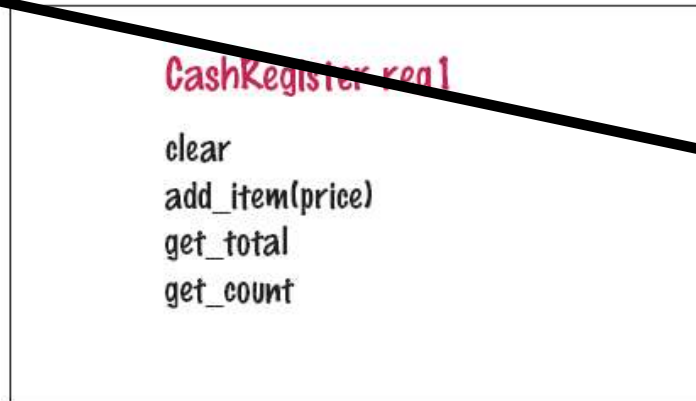 CashRegister reg1
clear
add_item(price)
get_total
get_count